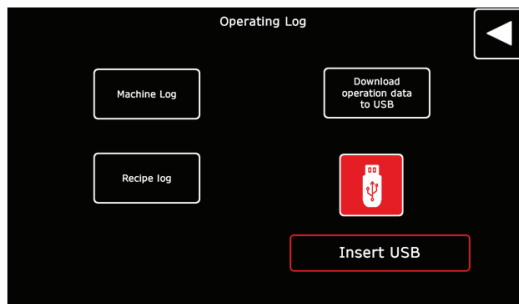 Operating Log
Machine Log
Download
operation data
to USB
Recipe log
Insert USB